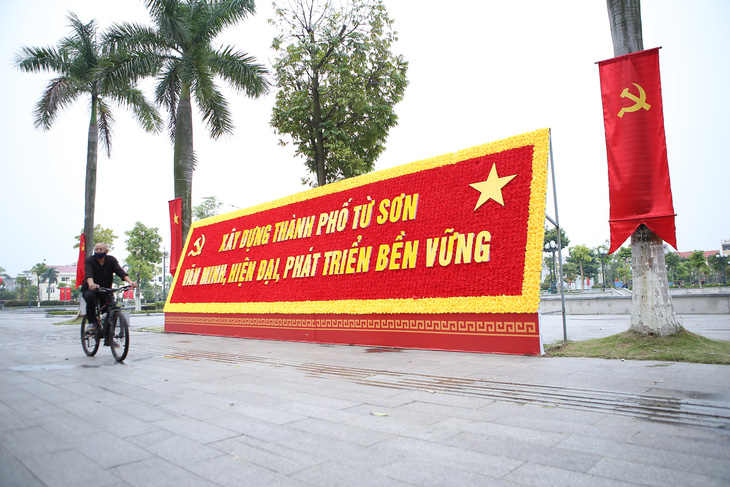 XÂY DỰNG THÀNH PHỐ TỪ SƠN
VĂN MINH, HIỆN ĐẠI, PHÁT TRIỂN BỀN VỮNG